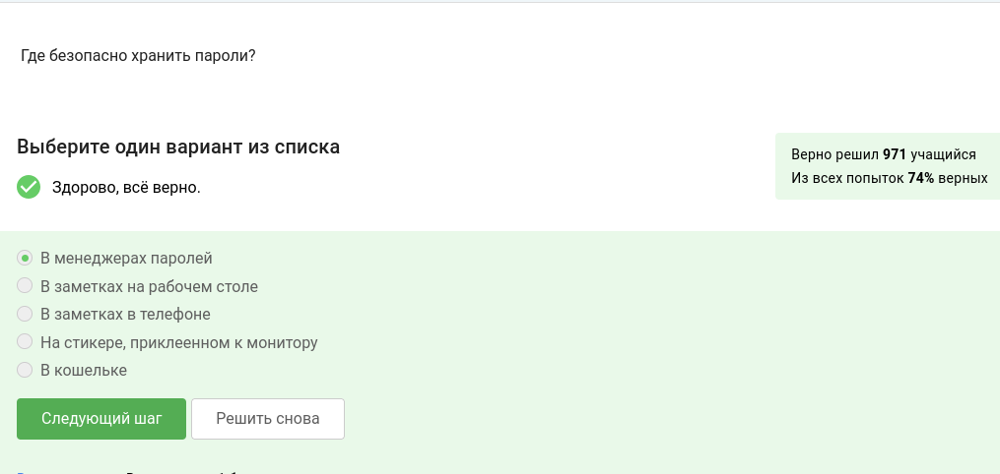 Где безопасно хранить пароли?
Выберите один вариант из списка
Здорово, всё верно.
Верно решил 971 учащийся
Из всех попыток 74% верных
В менеджерах паролей
В заметках на рабочем столе
В заметках в телефоне
На стикере, приклеенном к монитору
В кошельке
Следующий шаг
Решить снова